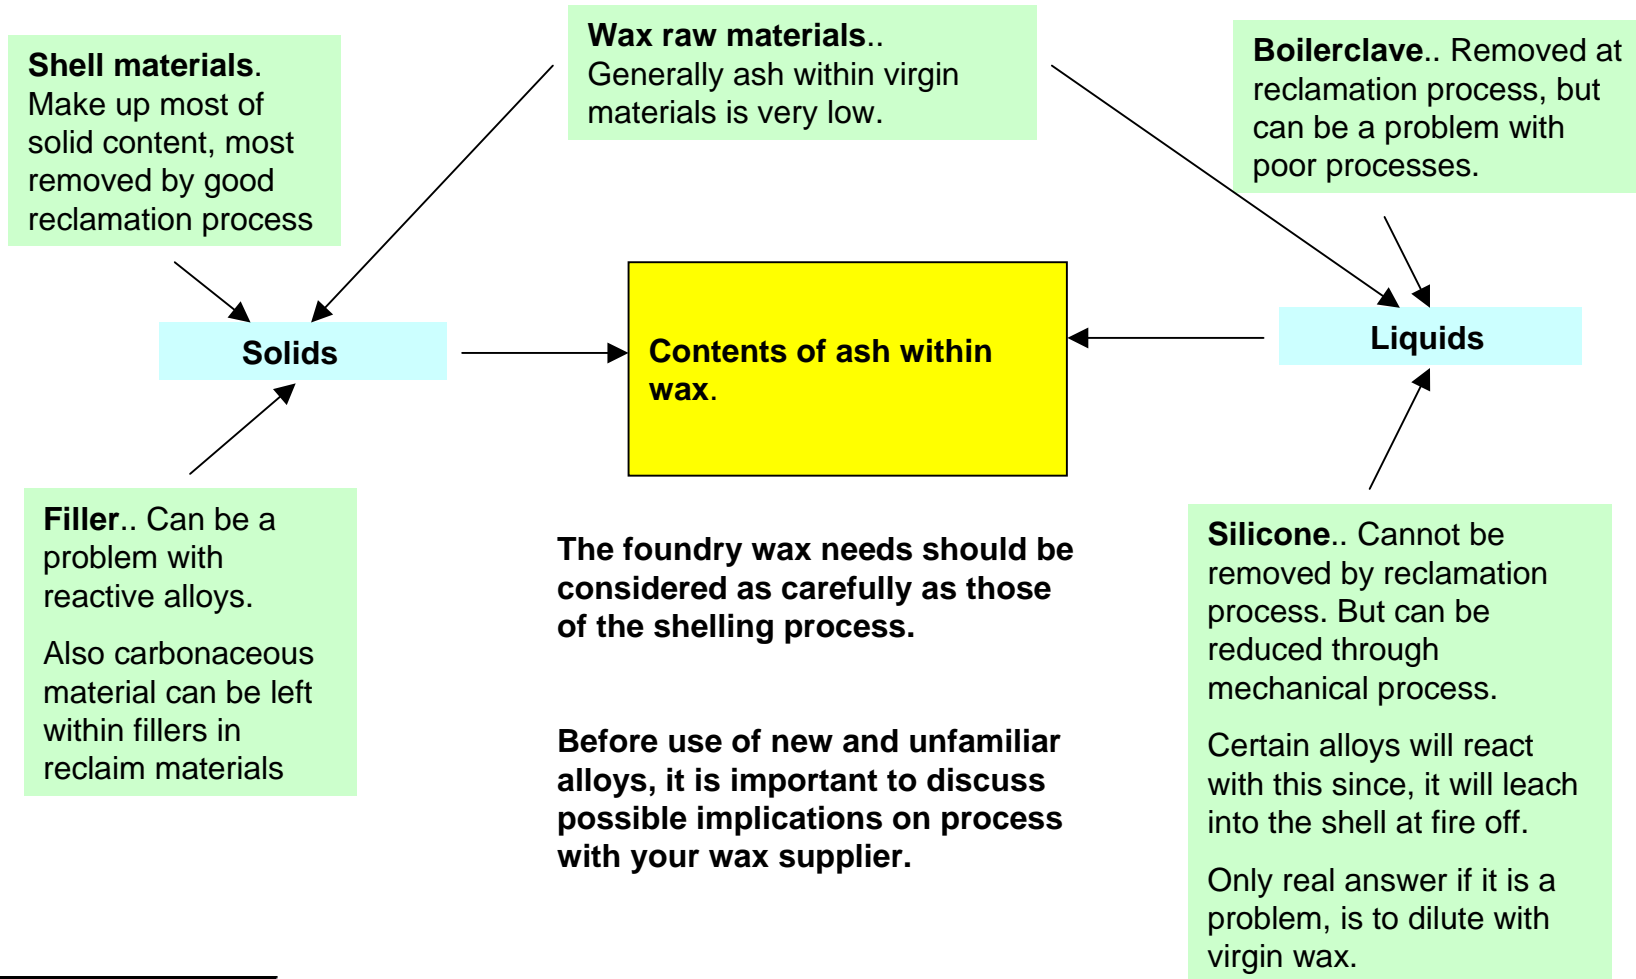 Shell materials.
Make up most of
solid content, most
removed by good
reclamation process
Wax raw materials..
Generally ash within virgin
materials is very low.
Boilerclave.. Removed at
reclamation process, but
can be a problem with
poor processes.
Solids
Contents of ash within
wax.
Liquids
Filler.. Can be a
problem with
reactive alloys.
Also carbonaceous
material can be left
within fillers in
reclaim materials
The foundry wax needs should be
considered as carefully as those
of the shelling process.
Before use of new and unfamiliar
alloys, it is important to discuss
possible implications on process
with your wax supplier.
Silicone.. Cannot be
removed by reclamation
process. But can be
reduced through
mechanical process.
Certain alloys will react
with this since, it will leach
into the shell at fire off.
Only real answer if it is a
problem, is to dilute with
virgin wax.